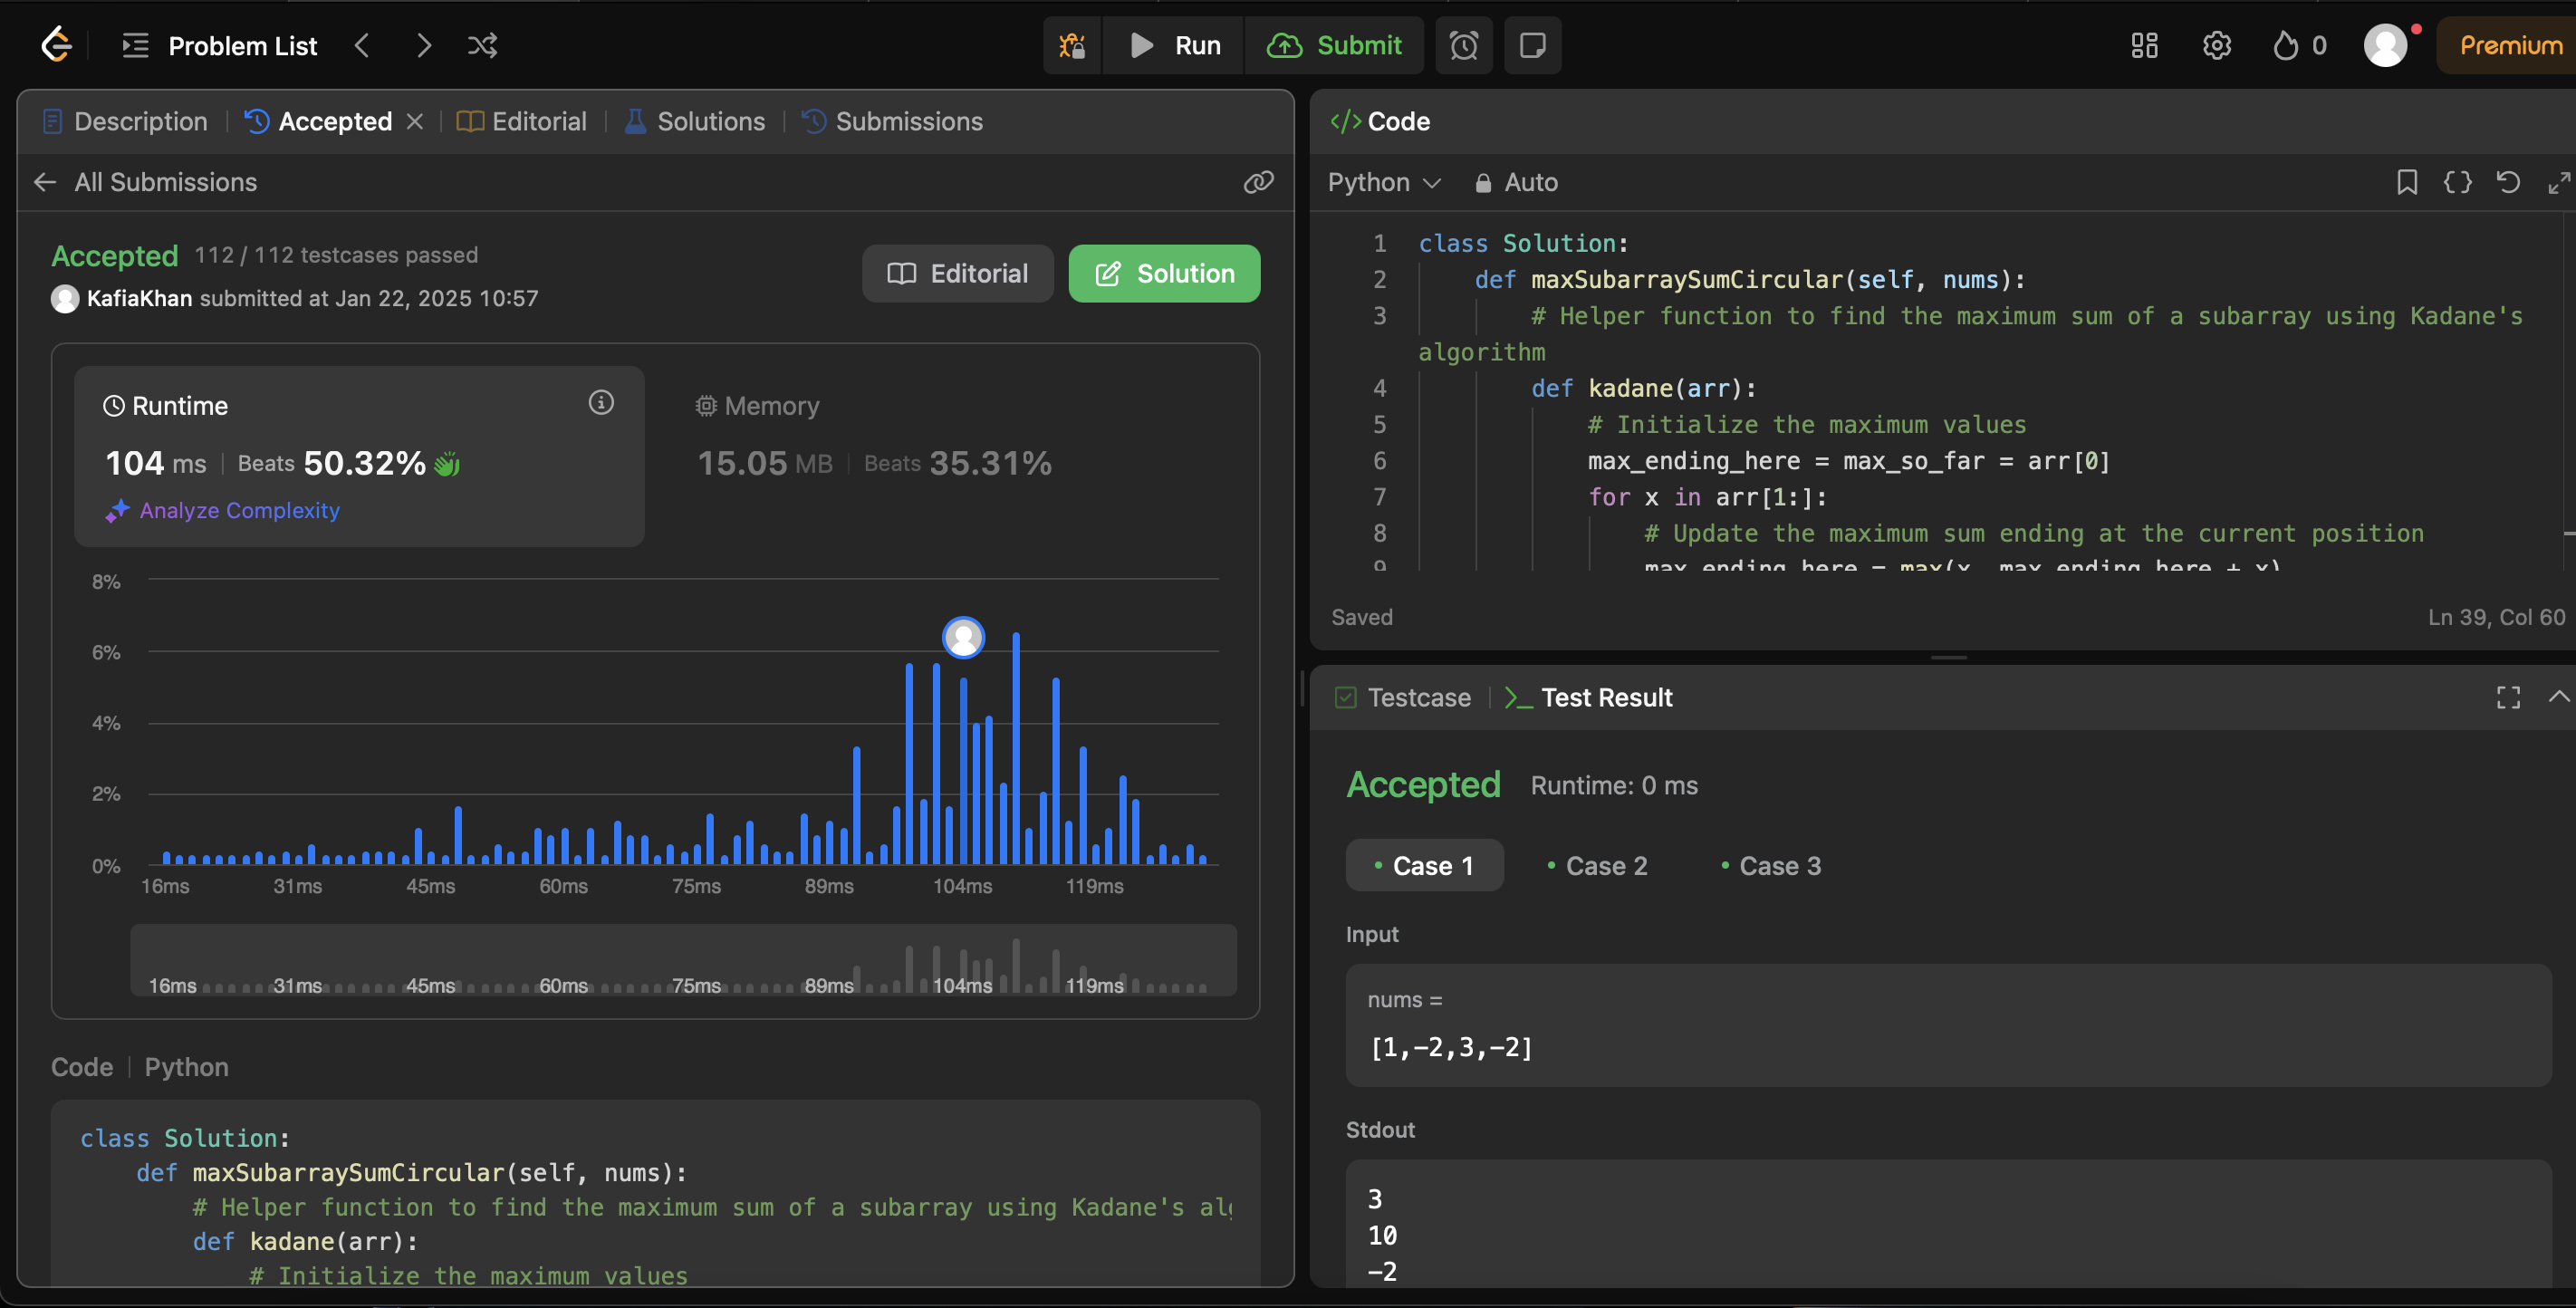 Problem List
Run
Submit
0
Premium
Description
Accepted
Editorial
Solutions
Submissions
All Submissions
Accepted 112 / 112 testcases passed
KafiaKhan submitted at Jan 22, 2025 10:57
Editorial
Solution
Runtime
104 ms | Beats 50.32%
Analyze Complexity
Memory
15.05 MB | Beats 35.31%
8%
6%
4%
2%
0%
16ms 31ms 45ms 60ms 75ms 89ms 104ms 119ms
16ms 31ms 45ms 60ms 75ms 89ms 104ms 119ms
Code | Python
class Solution:
def maxSubarraySumCircular(self, nums):
# Helper function to find the maximum sum of a subarray using Kadane's alg
def kadane(arr):
# Initialize the maximum values
</> Code
Python
Auto
1 class Solution:
2 def maxSubarraySumCircular(self, nums):
3 # Helper function to find the maximum sum of a subarray using Kadane's
algorithm
4 def kadane(arr):
5 # Initialize the maximum values
6 max_ending_here = max_so_far = arr[0]
7 for x in arr[1:]:
8 # Update the maximum sum ending at the current position
9 max_ending_here = max(x, max_ending_here + x)
Saved
Ln 39, Col 60
Testcase
Test Result
Accepted Runtime: 0 ms
Case 1
Case 2
Case 3
Input
nums =
[1,-2,3,-2]
Stdout
3
10
-2